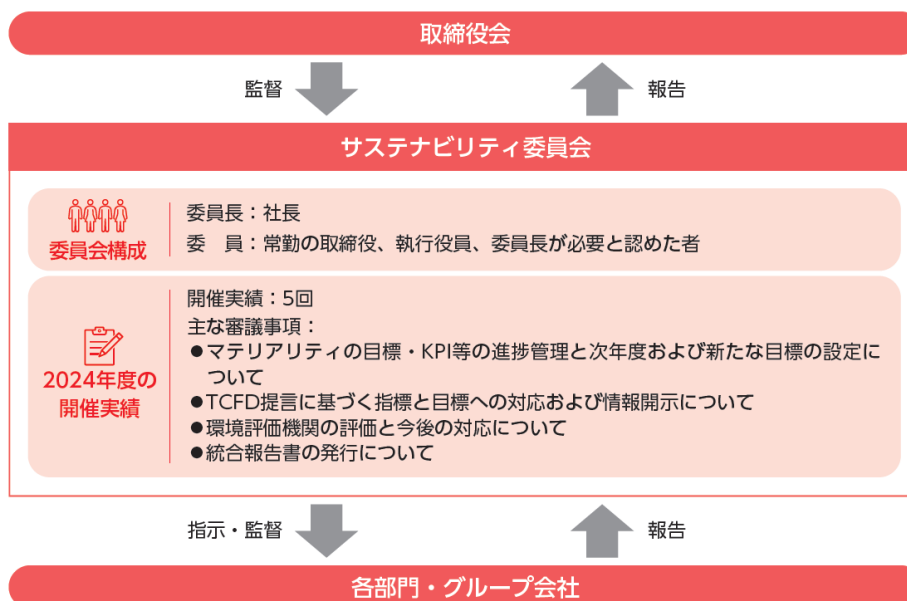 取締役会
監督
報告
サステナビリティ委員会
委員会構成
委員長：社長
委　員：常勤の取締役、執行役員、委員長が必要と認めた者
2024年度の
開催実績
開催実績：5回
主な審議事項：
●マテリアリティの目標・KPI等の進捗管理と次年度および新たな目標の設定に
ついて
●TCFD提言に基づく指標と目標への対応および情報開示について
●環境評価機関の評価と今後の対応について
●統合報告書の発行について
指示・監督
報告
各部門・グループ会社